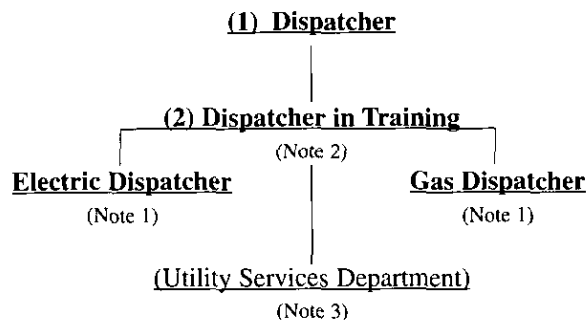 (1) Dispatcher
(2) Dispatcher in Training
(Note 2)
Electric Dispatcher
(Note 1)
Gas Dispatcher
(Note 1)
(Utility Services Department)
(Note 3)